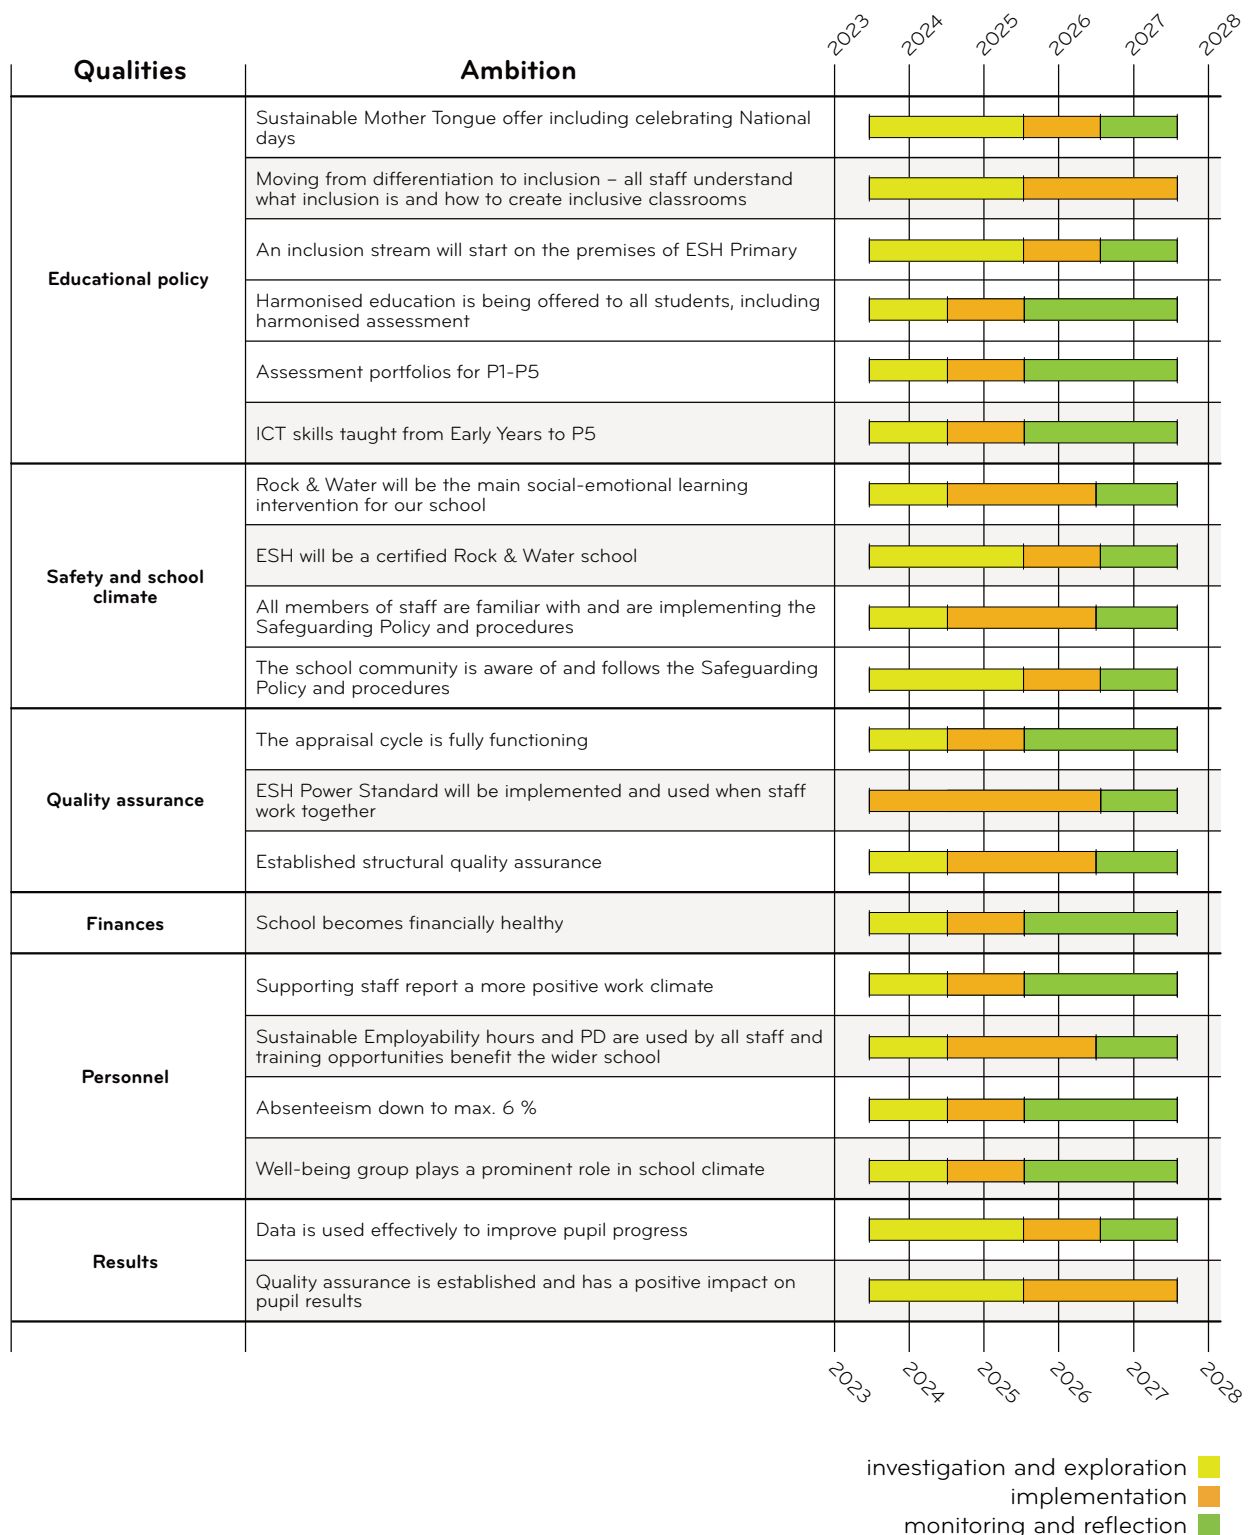 2023
2024
2025
2026
2027
2028
Qualities
Ambition
Educational policy
Sustainable Mother Tongue offer including celebrating National
days
Moving from differentiation to inclusion – all staff understand
what inclusion is and how to create inclusive classrooms
An inclusion stream will start on the premises of ESH Primary
Harmonised education is being offered to all students, including
harmonised assessment
Assessment portfolios for P1-P5
ICT skills taught from Early Years to P5
Safety and school
climate
Rock & Water will be the main social-emotional learning
intervention for our school
ESH will be a certified Rock & Water school
All members of staff are familiar with and are implementing the
Safeguarding Policy and procedures
The school community is aware of and follows the Safeguarding
Policy and procedures
Quality assurance
The appraisal cycle is fully functioning
ESH Power Standard will be implemented and used when staff
work together
Established structural quality assurance
Finances
School becomes financially healthy
Personnel
Supporting staff report a more positive work climate
Sustainable Employability hours and PD are used by all staff and
training opportunities benefit the wider school
Absenteeism down to max. 6 %
Well-being group plays a prominent role in school climate
Results
Data is used effectively to improve pupil progress
Quality assurance is established and has a positive impact on
pupil results
2023
2024
2025
2026
2027
2028
investigation and exploration
implementation
monitoring and reflection